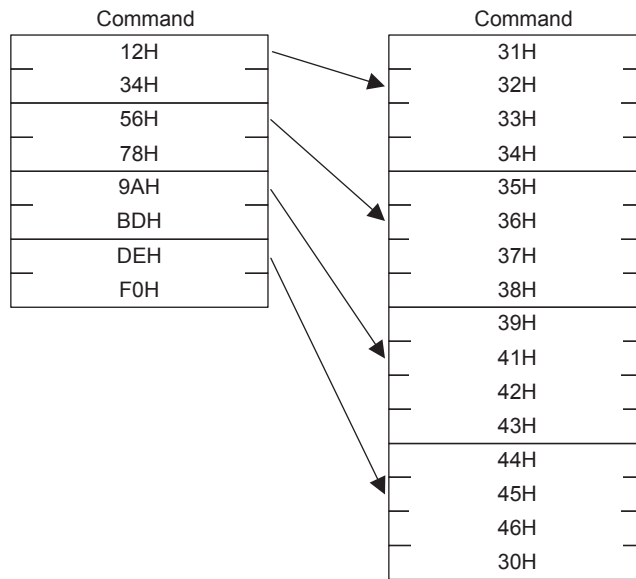 Command
12H
34H
56H
78H
9AH
BDH
DEH
F0H
Command
31H
32H
33H
34H
35H
36H
37H
38H
39H
41H
42H
43H
44H
45H
46H
30H